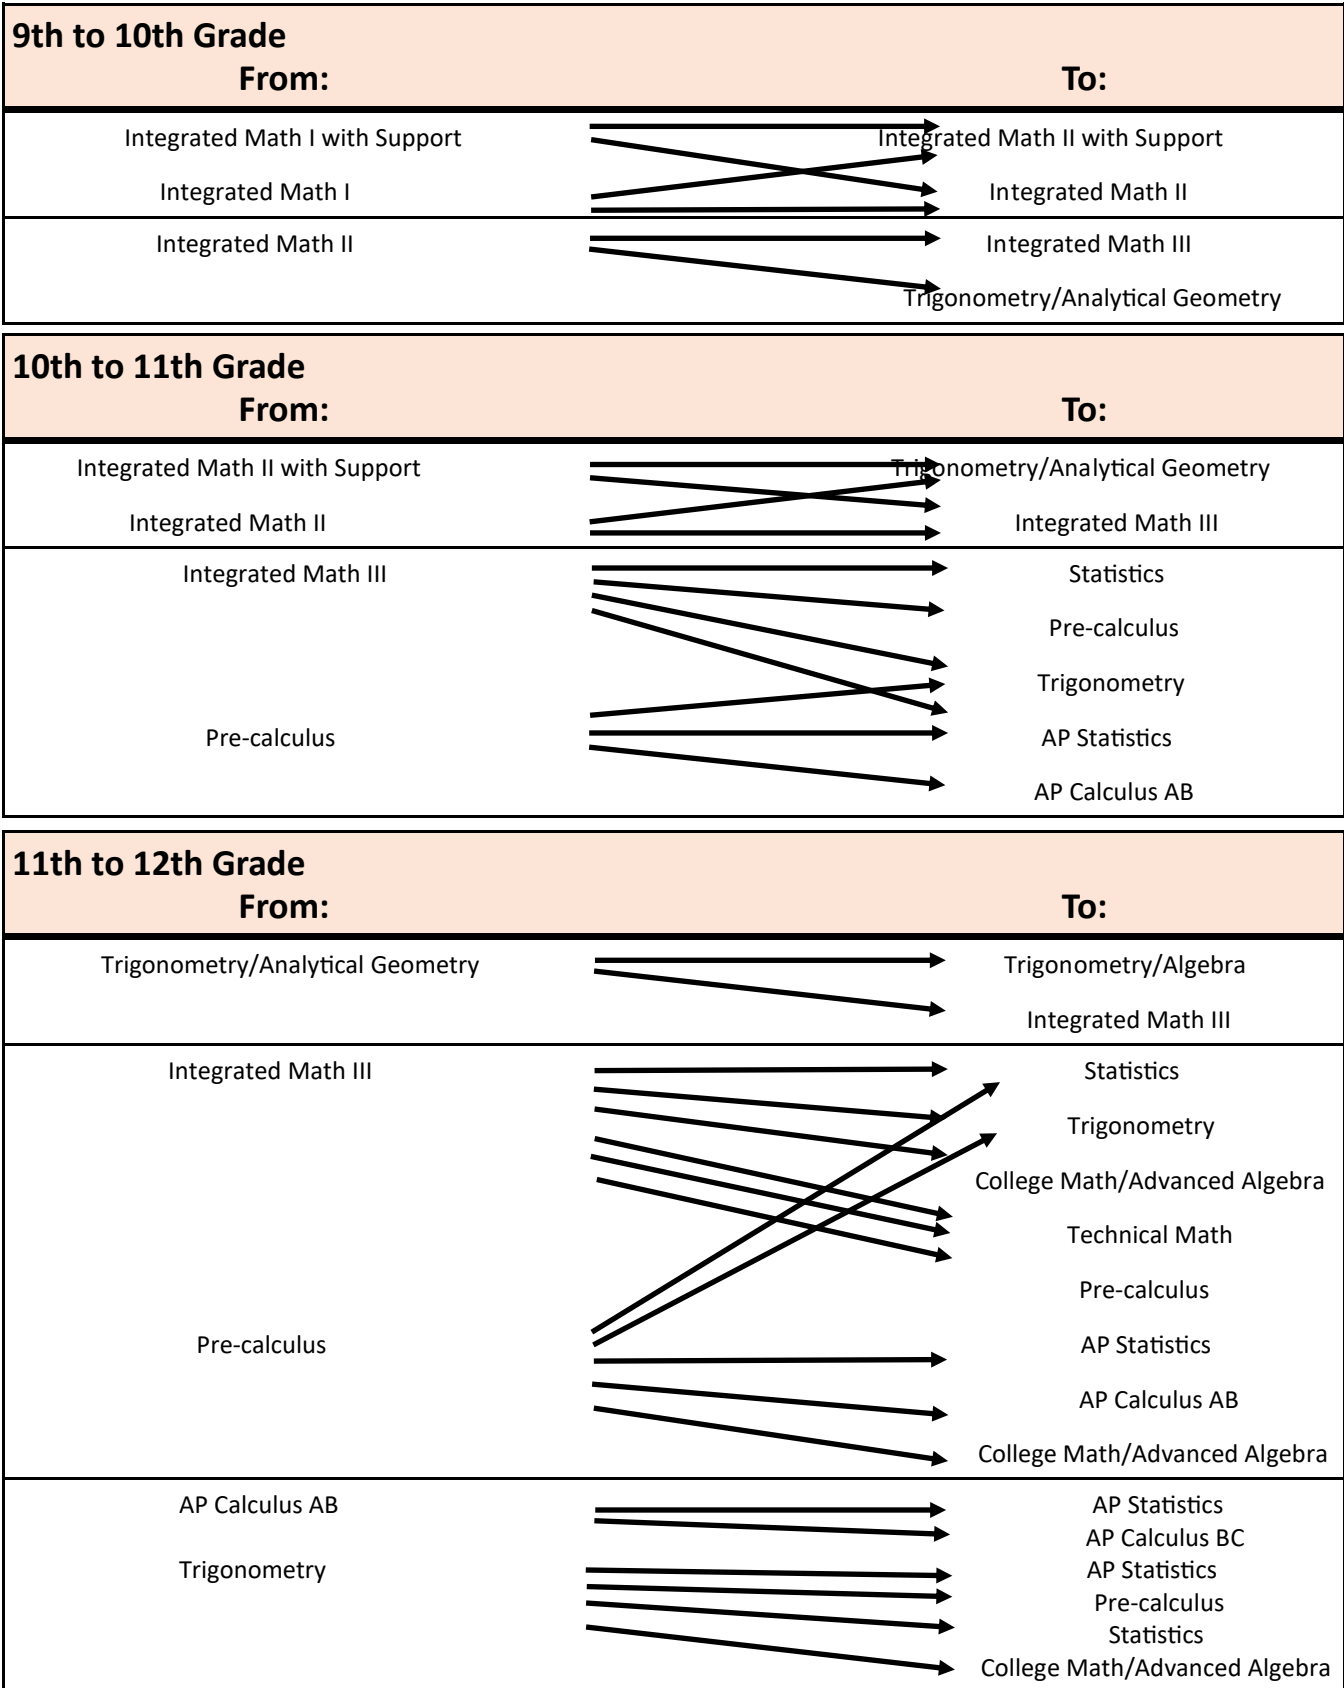 9th to 10th Grade
From: To:
Integrated Math I with Support Integrated Math II with Support
Integrated Math I Integrated Math II
Integrated Math II Integrated Math III
Trigonometry/Analytical Geometry
10th to 11th Grade
From: To:
Integrated Math II with Support Trigonometry/Analytical Geometry
Integrated Math II Integrated Math III
Integrated Math III Statistics
Pre-calculus
Trigonometry
Pre-calculus AP Statistics
AP Calculus AB
11th to 12th Grade
From: To:
Trigonometry/Analytical Geometry Trigonometry/Algebra
Integrated Math III
Integrated Math III Statistics
Trigonometry
College Math/Advanced Algebra
Technical Math
Pre-calculus
Pre-calculus AP Statistics
AP Calculus AB
College Math/Advanced Algebra
AP Calculus AB AP Statistics
AP Calculus BC
Trigonometry AP Statistics
Pre-calculus
Statistics
College Math/Advanced Algebra